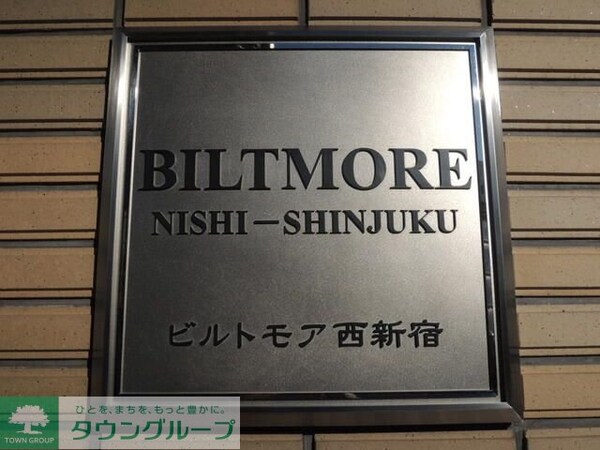 BILTMORE
NISHI－SHINJUKU
ビルトモア西新宿
ひとを、まちを、もっと豊かに。
タウングループ
TOWN GROUP